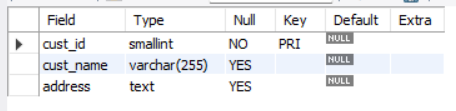 Field Type Null Key Default Extra
cust_id smallint NO PRI NULL
cust_name varchar(255) YES NULL
address text YES NULL